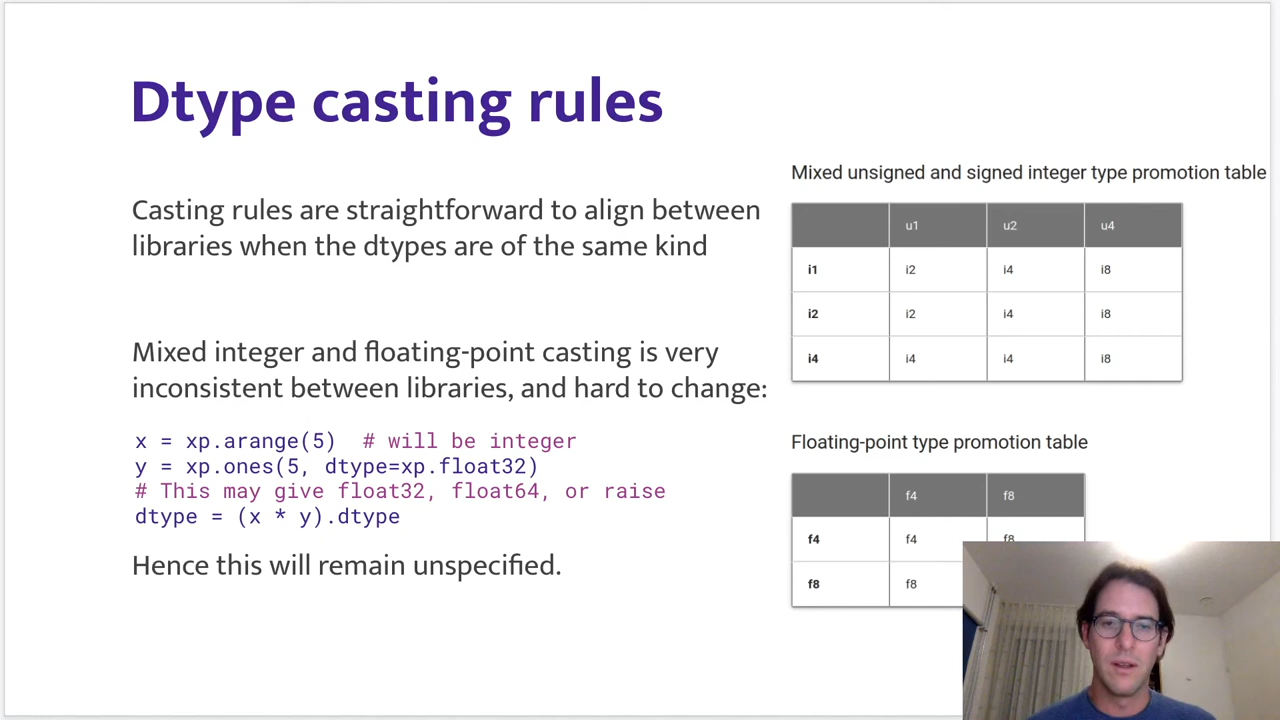 Dtype casting rules
Casting rules are straightforward to align between
libraries when the dtypes are of the same kind
Mixed integer and floating-point casting is very
inconsistent between libraries, and hard to change:
x = xp.arange(5)  # will be integer
y = xp.ones(5, dtype=xp.float32)
# This may give float32, float64, or raise
dtype = (x * y).dtype
Hence this will remain unspecified.
Mixed unsigned and signed integer type promotion table
u1 u2 u4
i1 i2 i4 i8
i2 i2 i4 i8
i4 i4 i4 i8
Floating-point type promotion table
f4 f8
f4 f4 f8
f8 f8